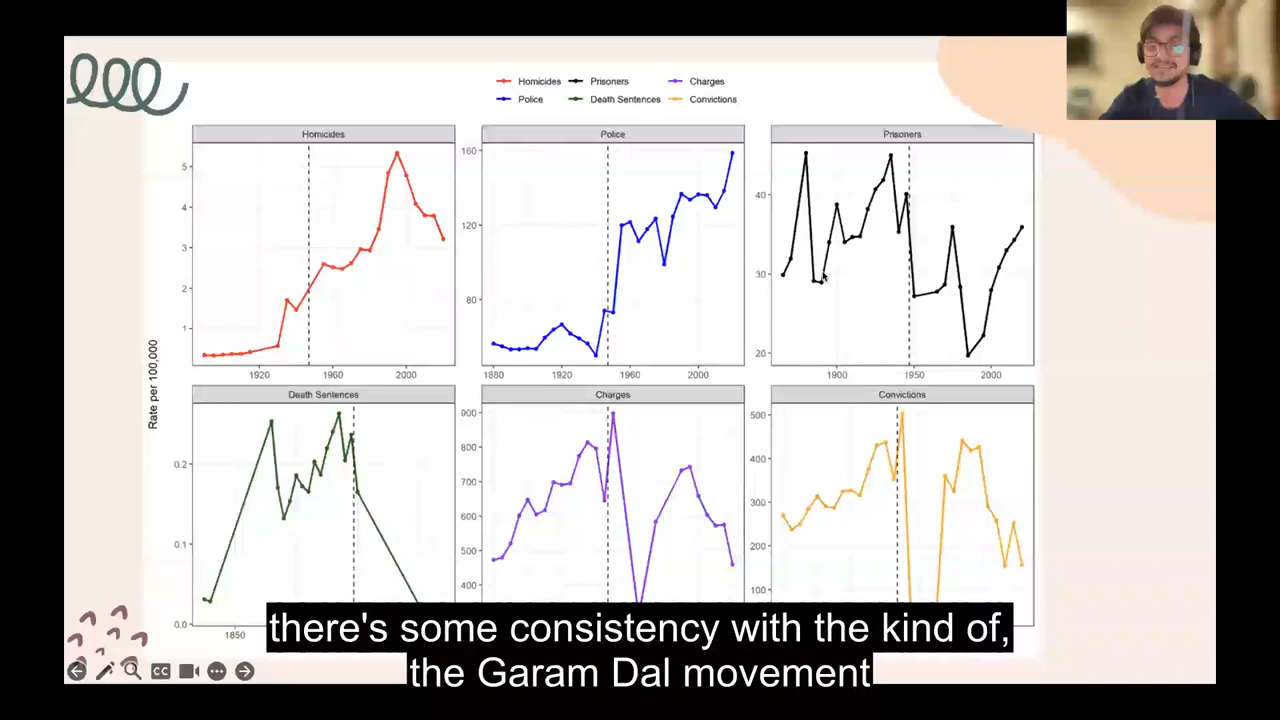 Homicides Prisoners Charges
Police Death Sentences Convictions
Homicides Police Prisoners
5
4
3
2
1
1920 1960 2000
160
120
80
1880 1920 1960 2000
40
30
20
1900 1950 2000
Rate per 100,000
Death Sentences Charges Convictions
0.2
0.1
0.0
1850
900
800
700
600
500
400
500
400
300
200
100
CC
there's some consistency with the kind of,
the Garam Dal movement